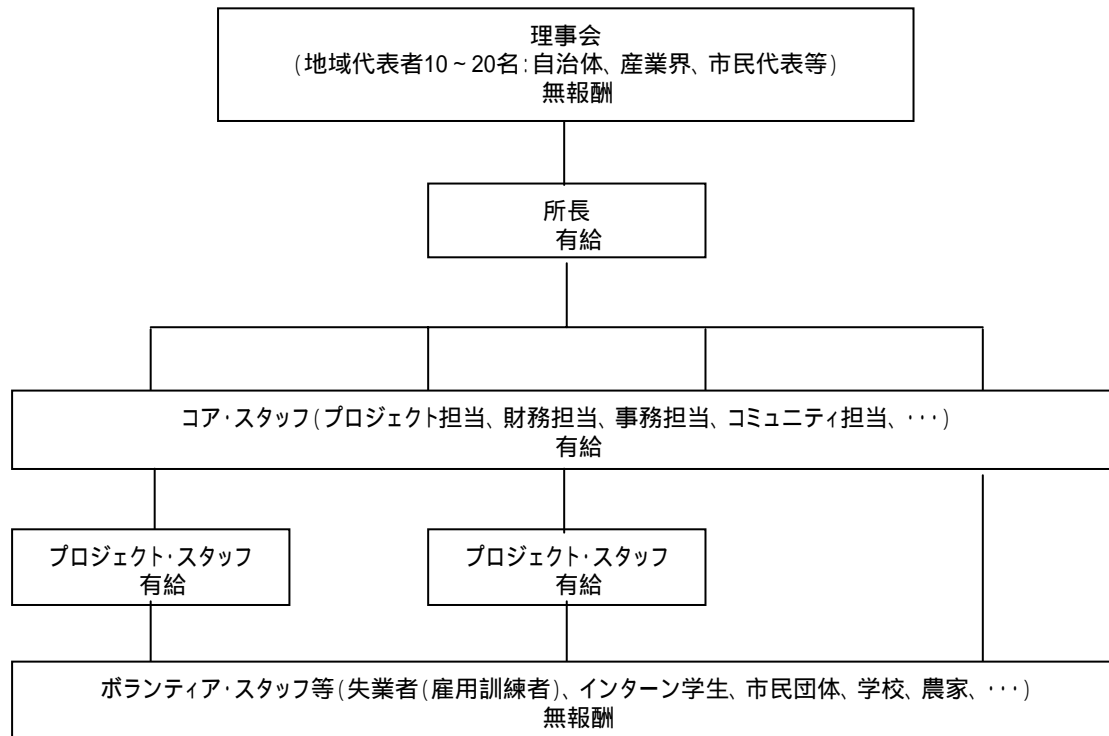 理事会
(地域代表者10~20名:自治体、産業界、市民代表等)
無報酬
所長
有給
コア・スタッフ(プロジェクト担当、財務担当、事務担当、コミュニティ担当、・・・)
有給
プロジェクト・スタッフ
有給
プロジェクト・スタッフ
有給
ボランティア・スタッフ等(失業者(雇用訓練者)、インターン学生、市民団体、学校、農家、・・・)
無報酬